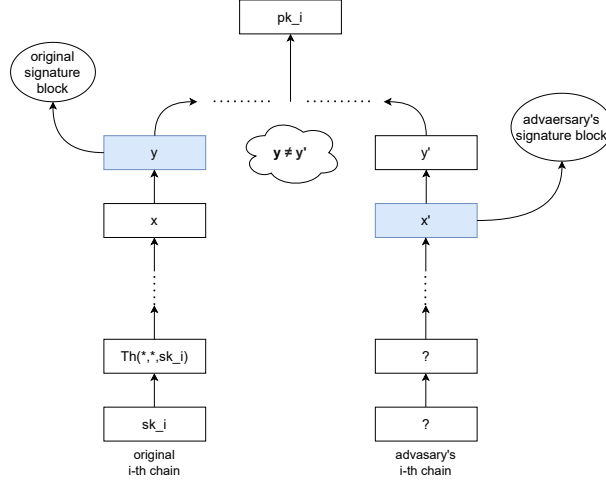 pk_i
original
signature
block
advaersary's
signature block
y
y ≠ y'
y'
x
x'
Th(*,*,sk_i)
?
sk_i
?
original
i-th chain
advasary's
i-th chain